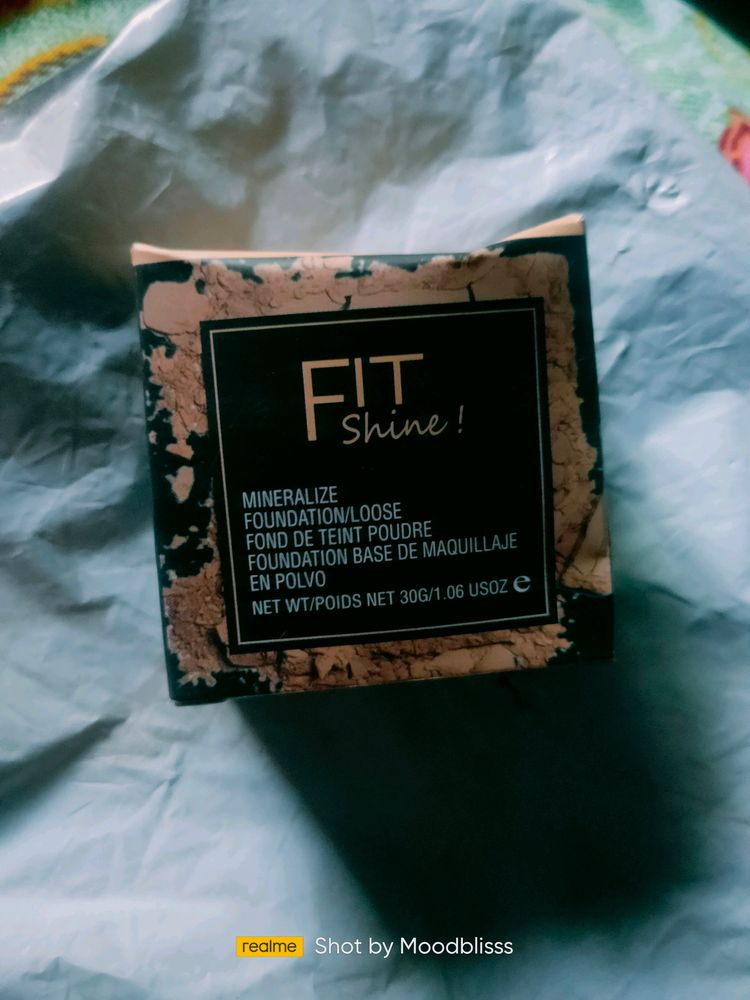 FIT
Shine !
MINERALIZE
FOUNDATION/LOOSE
FOND DE TEINT POUDRE
FOUNDATION BASE DE MAQUILLAJE
EN POLVO
NET WT/POIDS NET 30G/1.06 USOZ e
realme Shot by Moodblisss